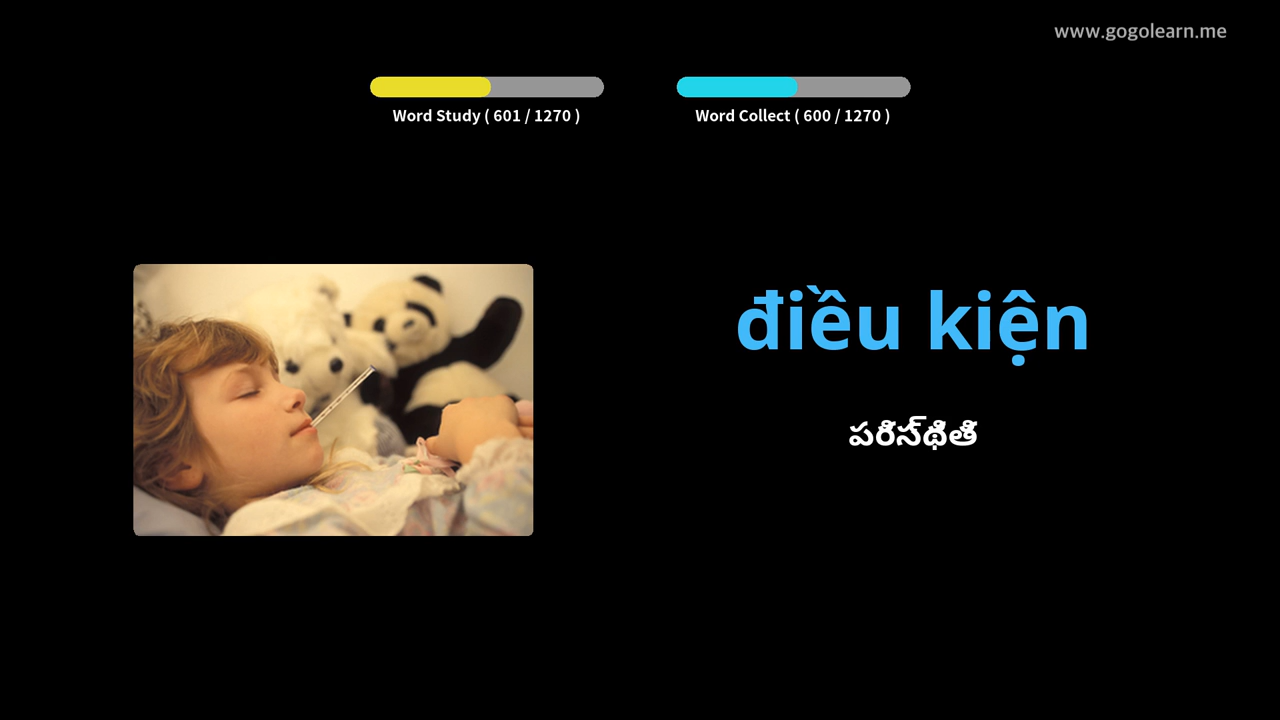 www.gogolearn.me
Word Study ( 601 / 1270 )
Word Collect ( 600 / 1270 )
điều kiện
పరిస్థితి